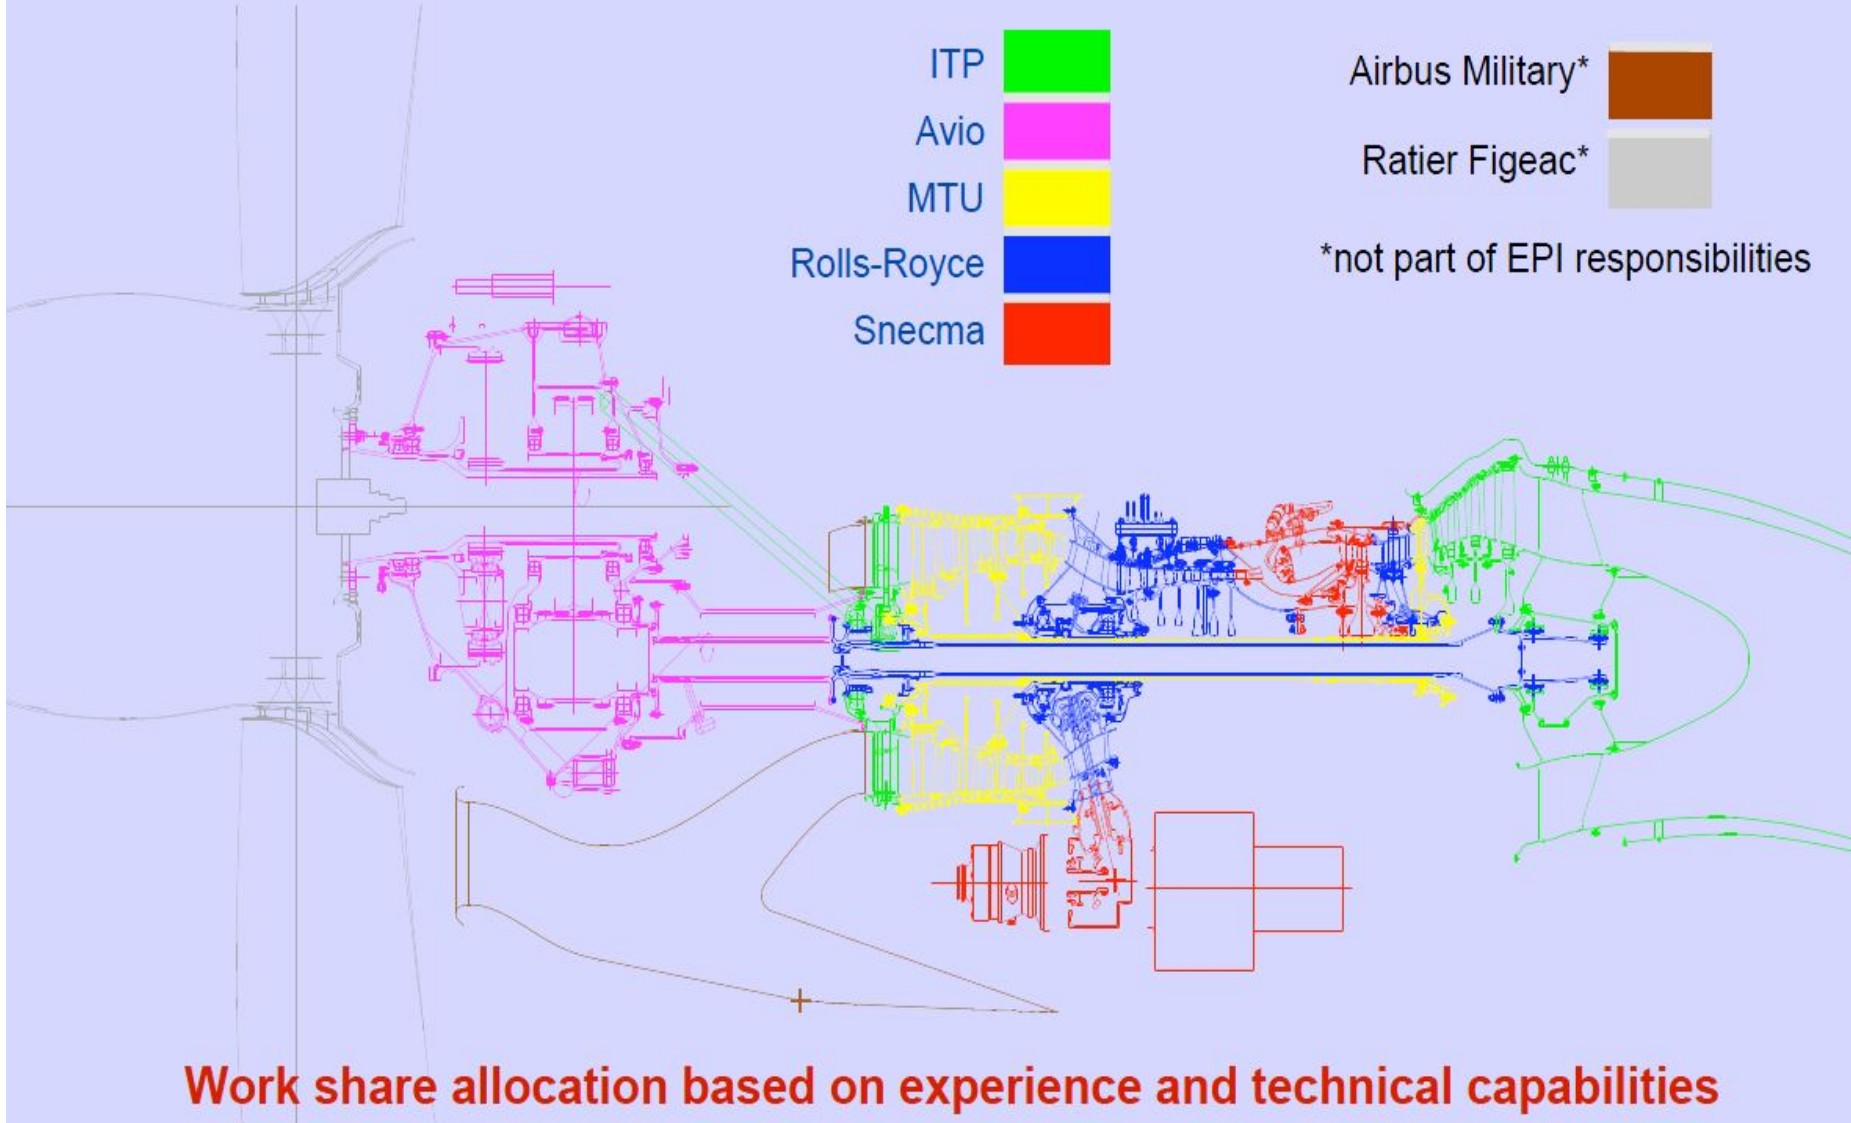 ITP
Avio
MTU
Rolls-Royce
Snecma
Airbus Military*
Ratier Figeac*
*not part of EPI responsibilities
Work share allocation based on experience and technical capabilities